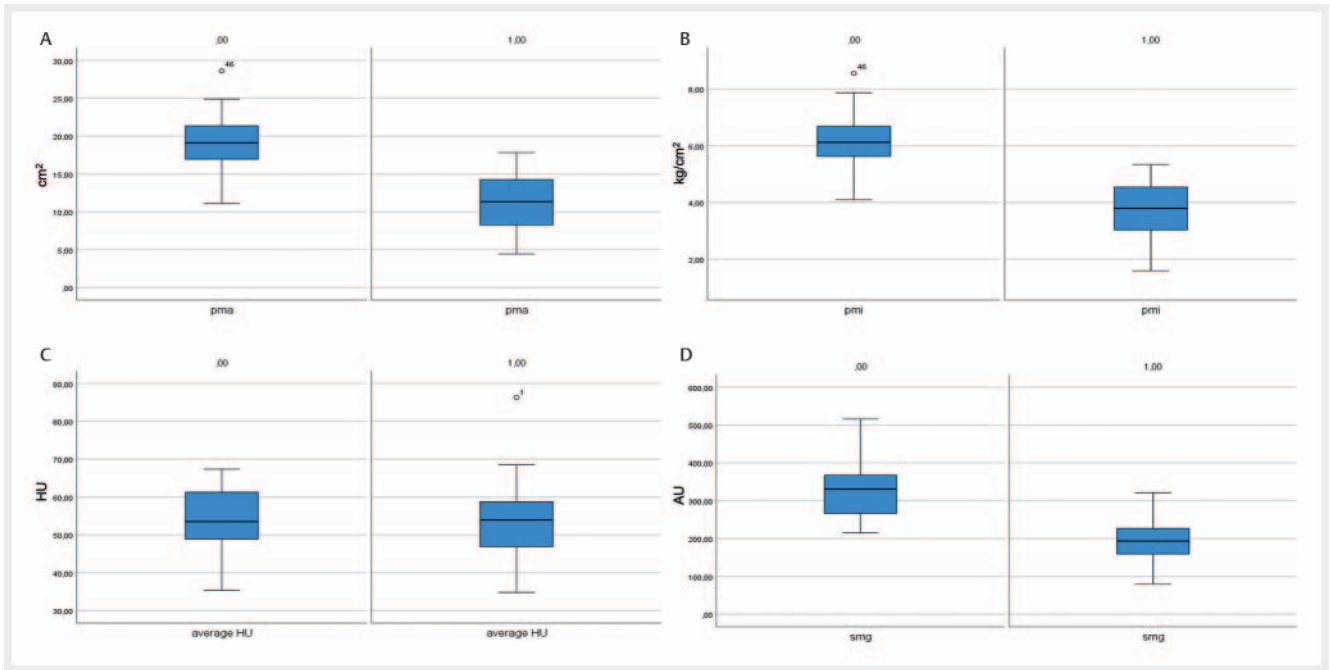 A
,00 1,00
30,00
25,00
20,00
15,00
10,00
5,00
,00
cm²
46
pma pma
B
,00 1,00
8,00
6,00
4,00
2,00
kg/cm²
46
pmi pmi
C
,00 1,00
90,00
80,00
70,00
60,00
50,00
40,00
30,00
HU
1
average HU average HU
D
,00 1,00
600,00
500,00
400,00
300,00
200,00
100,00
,00
AU
smg smg